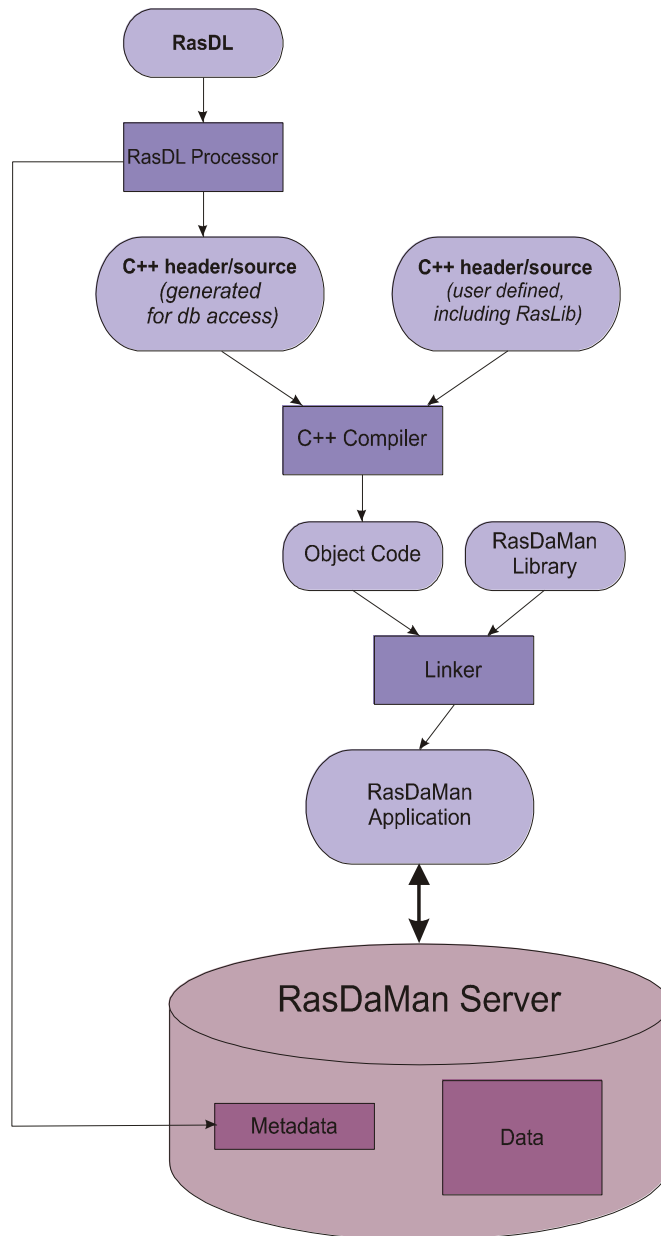 RasDL
RasDL Processor
C++ header/source
(generated
for db access)
C++ header/source
(user defined,
including RasLib)
C++ Compiler
Object Code
RasDaMan
Library
Linker
RasDaMan
Application
RasDaMan Server
Metadata
Data